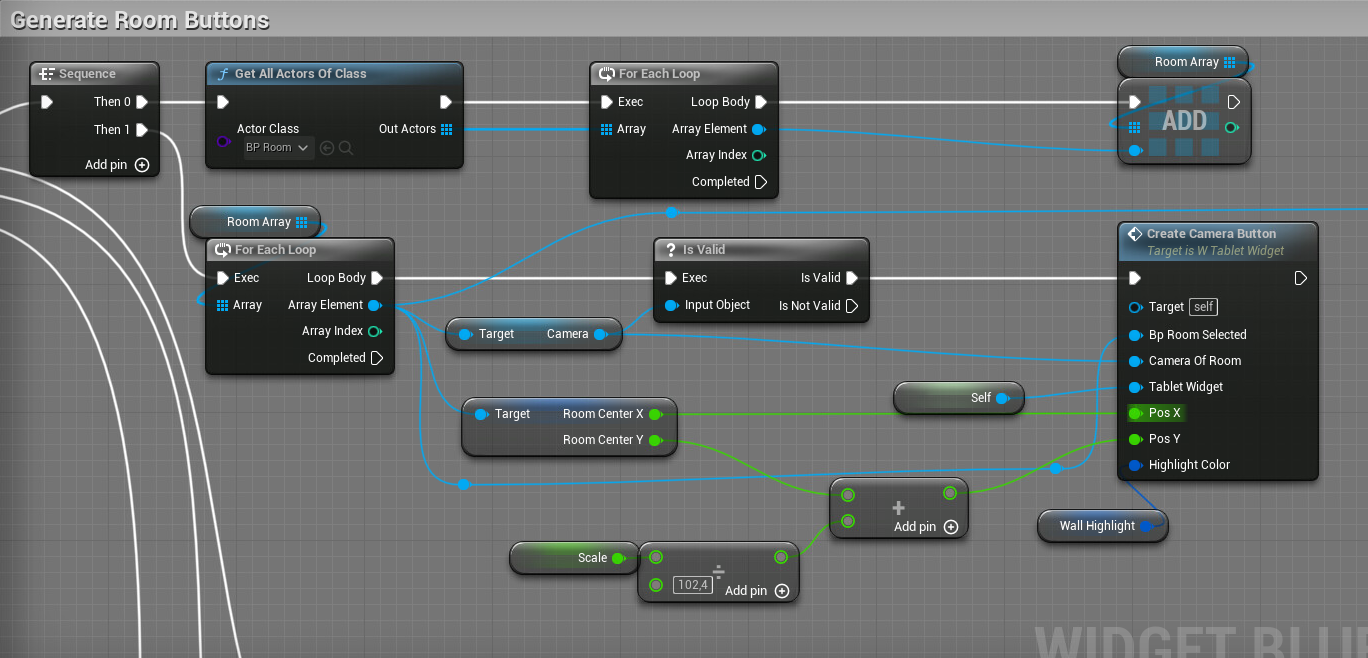 Generate Room Buttons
Sequence
Then 0
Then 1
Add pin
Get All Actors Of Class
Actor Class
BP Room
Out Actors
For Each Loop
Exec
Loop Body
Array
Array Element
Array Index
Completed
Room Array
ADD
Room Array
For Each Loop
Exec
Loop Body
Array
Array Element
Array Index
Completed
Is Valid
Exec
Is Valid
Input Object
Is Not Valid
Target
Camera
Target
Room Center X
Room Center Y
Self
Create Camera Button
Target is W Tablet Widget
Target self
Bp Room Selected
Camera Of Room
Tablet Widget
Pos X
Pos Y
Highlight Color
Add pin
Wall Highlight
Scale
102,4
Add pin
WIDGET BLUE